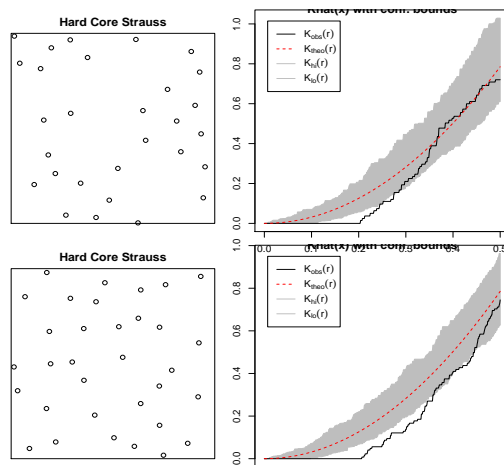 Hard Core Strauss
Khat(x) with conf. bounds
K_obs(r)
K_theo(r)
K_hi(r)
K_lo(r)
1.0
0.8
0.6
0.4
0.2
0.0
0.0 0.1 0.2 0.3 0.4 0.5
Hard Core Strauss
Khat(x) with conf. bounds
K_obs(r)
K_theo(r)
K_hi(r)
K_lo(r)
0.8
0.6
0.4
0.2
0.0